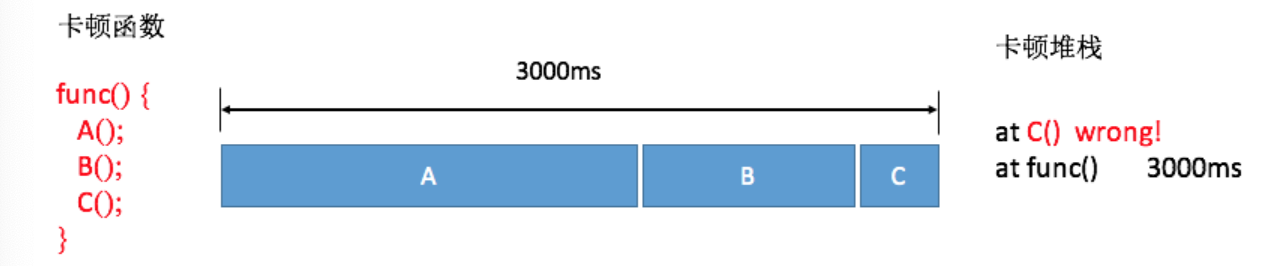 卡顿函数
func() {
A();
B();
C();
}
3000ms
A
B
C
卡顿堆栈
at C() wrong!
at func() 3000ms